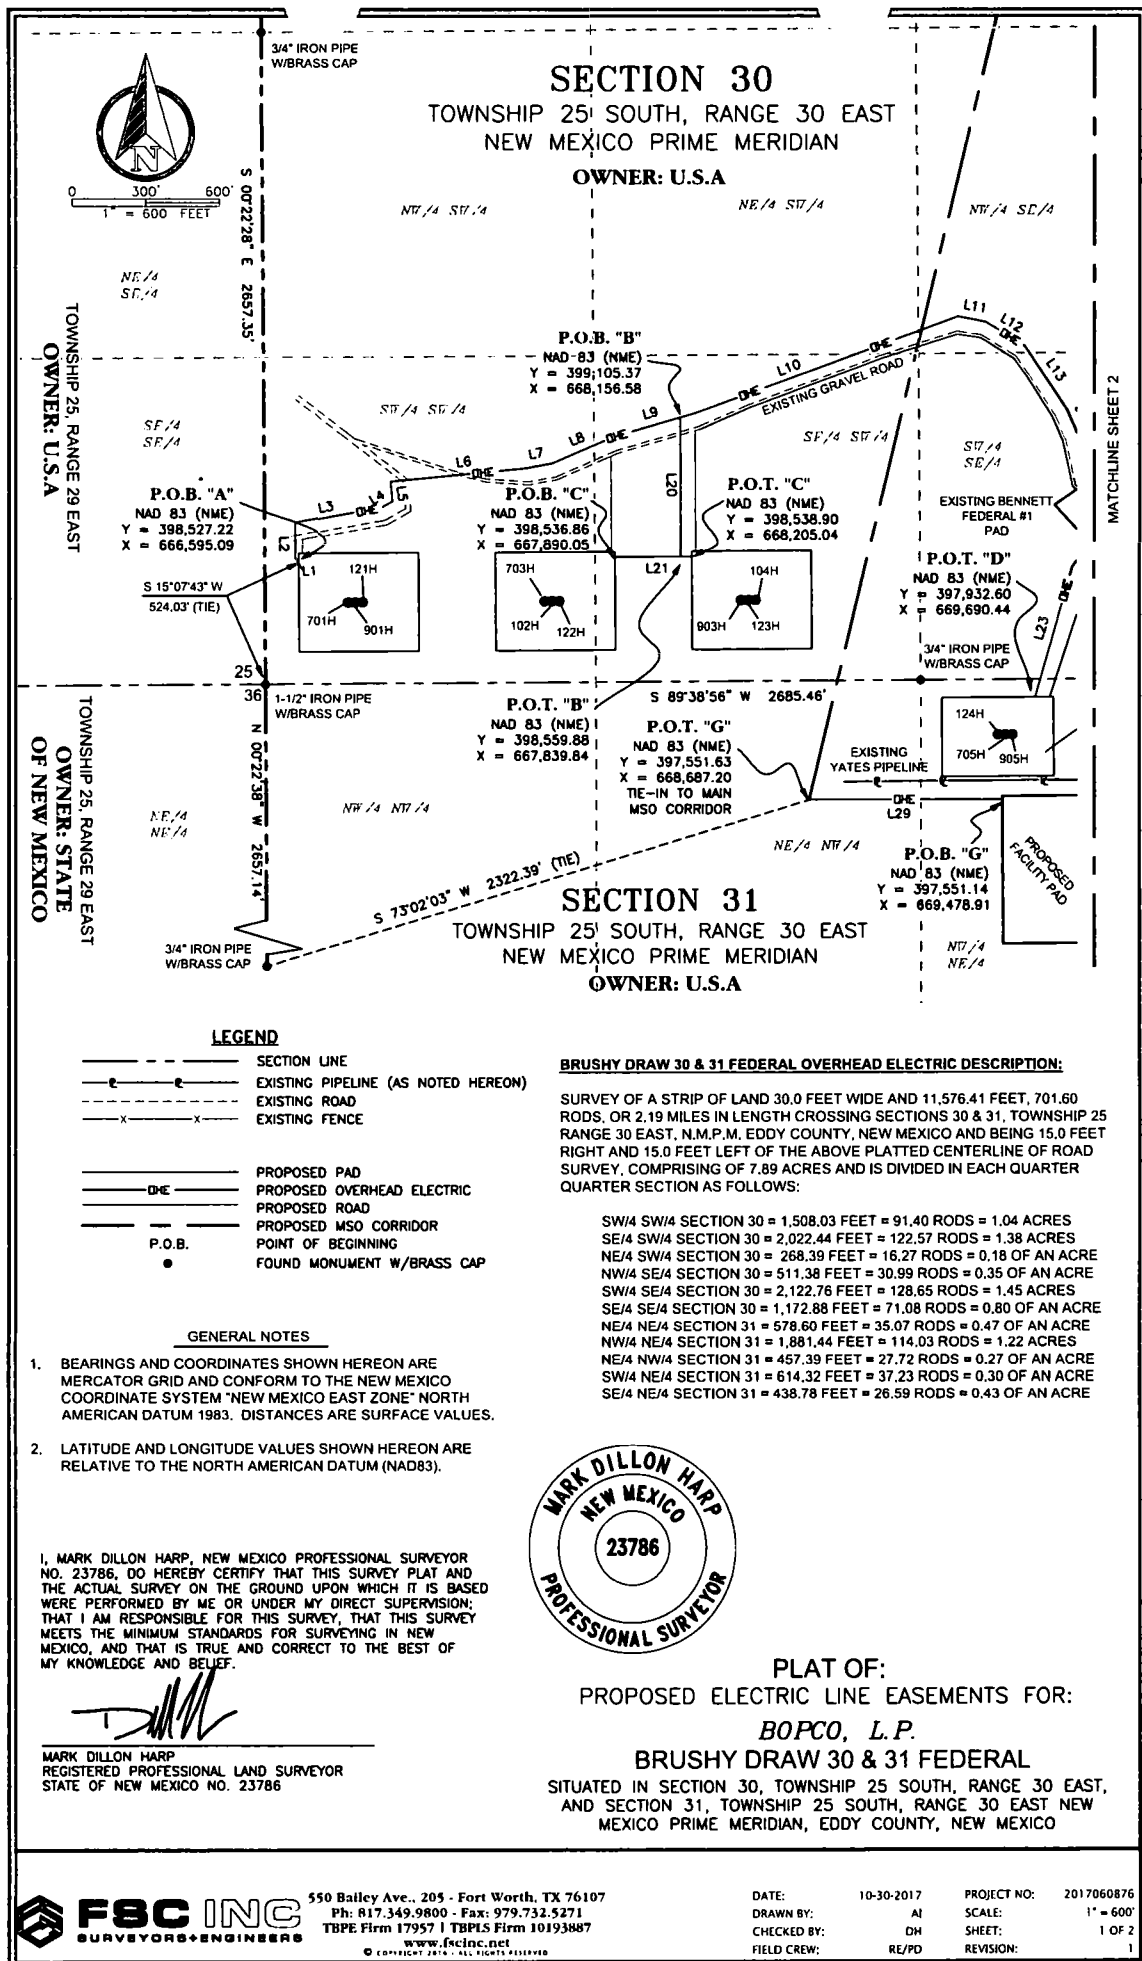 3/4" IRON PIPE
W/BRASS CAP
SECTION 30
TOWNSHIP 25 SOUTH, RANGE 30 EAST
NEW MEXICO PRIME MERIDIAN
OWNER: U.S.A
N
0 300' 600'
1" = 600 FEET
S 00°22'28" E 2657.35'
NW/4 SW/4
NE/4 SW/4
NW/4 SE/4
NE/4
SE/4
TOWNSHIP 25, RANGE 29 EAST
OWNER: U.S.A
SE/4
SE/4
SW/4 SW/4
SE/4 SW/4
SW/4
SE/4
P.O.B. "B"
NAD-83 (NME)
Y = 399,105.37
X = 668,156.58
L11
L12
L13
L10
EXISTING GRAVEL ROAD
OHE
OHE
OHE
OHE
L9
L8
L7
L6
OHE
L5
L4
OHE
L3
L2
L1
L20
L21
MATCHLINE SHEET 2
P.O.B. "A"
NAD 83 (NME)
Y = 398,527.22
X = 666,595.09
P.O.B. "C"
NAD 83 (NME)
Y = 398,536.86
X = 667,890.05
P.O.T. "C"
NAD 83 (NME)
Y = 398,538.90
X = 668,205.04
EXISTING BENNETT
FEDERAL #1
PAD
P.O.T. "D"
NAD 83 (NME)
Y = 397,932.60
X = 669,690.44
OHE
L23
S 15°07'43" W
524.03' (TIE)
121H
701H
901H
703H
102H
122H
104H
903H
123H
3/4" IRON PIPE
W/BRASS CAP
25
36
1-1/2" IRON PIPE
W/BRASS CAP
S 89°38'56" W 2685.46'
P.O.T. "B"
NAD 83 (NME)
Y = 398,559.88
X = 667,839.84
P.O.T. "G"
NAD 83 (NME)
Y = 397,551.63
X = 668,687.20
TIE-IN TO MAIN
MSO CORRIDOR
124H
705H
905H
EXISTING
YATES PIPELINE
OHE
L29
TOWNSHIP 25, RANGE 29 EAST
OWNER: STATE
OF NEW MEXICO
N 00°22'38" W 2657.14'
NE/4
NE/4
NW/4 NW/4
NE/4 NW/4
P.O.B. "G"
NAD 83 (NME)
Y = 397,551.14
X = 669,478.91
PROPOSED
FACILITY PAD
NW/4
NE/4
S 73°02'03" W 2322.39' (TIE)
3/4" IRON PIPE
W/BRASS CAP
SECTION 31
TOWNSHIP 25 SOUTH, RANGE 30 EAST
NEW MEXICO PRIME MERIDIAN
OWNER: U.S.A
LEGEND
SECTION LINE
EXISTING PIPELINE (AS NOTED HEREON)
EXISTING ROAD
x x EXISTING FENCE
PROPOSED PAD
OHE PROPOSED OVERHEAD ELECTRIC
PROPOSED ROAD
PROPOSED MSO CORRIDOR
P.O.B. POINT OF BEGINNING
FOUND MONUMENT W/BRASS CAP
BRUSHY DRAW 30 & 31 FEDERAL OVERHEAD ELECTRIC DESCRIPTION:
SURVEY OF A STRIP OF LAND 30.0 FEET WIDE AND 11,576.41 FEET, 701.60
RODS, OR 2.19 MILES IN LENGTH CROSSING SECTIONS 30 & 31, TOWNSHIP 25
RANGE 30 EAST, N.M.P.M. EDDY COUNTY, NEW MEXICO AND BEING 15.0 FEET
RIGHT AND 15.0 FEET LEFT OF THE ABOVE PLATTED CENTERLINE OF ROAD
SURVEY, COMPRISING OF 7.89 ACRES AND IS DIVIDED IN EACH QUARTER
QUARTER SECTION AS FOLLOWS:
SW/4 SW/4 SECTION 30 = 1,508.03 FEET = 91.40 RODS = 1.04 ACRES
SE/4 SW/4 SECTION 30 = 2,022.44 FEET = 122.57 RODS = 1.38 ACRES
NE/4 SW/4 SECTION 30 = 268.39 FEET = 16.27 RODS = 0.18 OF AN ACRE
NW/4 SE/4 SECTION 30 = 511.38 FEET = 30.99 RODS = 0.35 OF AN ACRE
SW/4 SE/4 SECTION 30 = 2,122.76 FEET = 128.65 RODS = 1.45 ACRES
SE/4 SE/4 SECTION 30 = 1,172.88 FEET = 71.08 RODS = 0.80 OF AN ACRE
NE/4 NE/4 SECTION 31 = 578.60 FEET = 35.07 RODS = 0.47 OF AN ACRE
NW/4 NE/4 SECTION 31 = 1,881.44 FEET = 114.03 RODS = 1.22 ACRES
NE/4 NW/4 SECTION 31 = 457.39 FEET = 27.72 RODS = 0.27 OF AN ACRE
SW/4 NE/4 SECTION 31 = 614.32 FEET = 37.23 RODS = 0.30 OF AN ACRE
SE/4 NE/4 SECTION 31 = 438.78 FEET = 26.59 RODS = 0.43 OF AN ACRE
GENERAL NOTES
1. BEARINGS AND COORDINATES SHOWN HEREON ARE
MERCATOR GRID AND CONFORM TO THE NEW MEXICO
COORDINATE SYSTEM "NEW MEXICO EAST ZONE" NORTH
AMERICAN DATUM 1983. DISTANCES ARE SURFACE VALUES.
2. LATITUDE AND LONGITUDE VALUES SHOWN HEREON ARE
RELATIVE TO THE NORTH AMERICAN DATUM (NAD83).
MARK DILLON HARP
NEW MEXICO
23786
PROFESSIONAL SURVEYOR
I, MARK DILLON HARP, NEW MEXICO PROFESSIONAL SURVEYOR
NO. 23786, DO HEREBY CERTIFY THAT THIS SURVEY PLAT AND
THE ACTUAL SURVEY ON THE GROUND UPON WHICH IT IS BASED
WERE PERFORMED BY ME OR UNDER MY DIRECT SUPERVISION;
THAT I AM RESPONSIBLE FOR THIS SURVEY, THAT THIS SURVEY
MEETS THE MINIMUM STANDARDS FOR SURVEYING IN NEW
MEXICO, AND THAT IS TRUE AND CORRECT TO THE BEST OF
MY KNOWLEDGE AND BELIEF.
MARK DILLON HARP
REGISTERED PROFESSIONAL LAND SURVEYOR
STATE OF NEW MEXICO NO. 23786
PLAT OF:
PROPOSED ELECTRIC LINE EASEMENTS FOR:
BOPCO, L.P.
BRUSHY DRAW 30 & 31 FEDERAL
SITUATED IN SECTION 30, TOWNSHIP 25 SOUTH, RANGE 30 EAST,
AND SECTION 31, TOWNSHIP 25 SOUTH, RANGE 30 EAST NEW
MEXICO PRIME MERIDIAN, EDDY COUNTY, NEW MEXICO
FSC INC
SURVEYORS+ENGINEERS
550 Bailey Ave., 205 - Fort Worth, TX 76107
Ph: 817.349.9800 - Fax: 979.732.5271
TBPE Firm 17957 | TBPLS Firm 10193887
www.fscinc.net
© COPYRIGHT 2016 - ALL RIGHTS RESERVED
DATE: 10-30-2017 PROJECT NO: 2017060876
DRAWN BY: AI SCALE: 1" = 600'
CHECKED BY: DH SHEET: 1 OF 2
FIELD CREW: RE/PD REVISION: 1